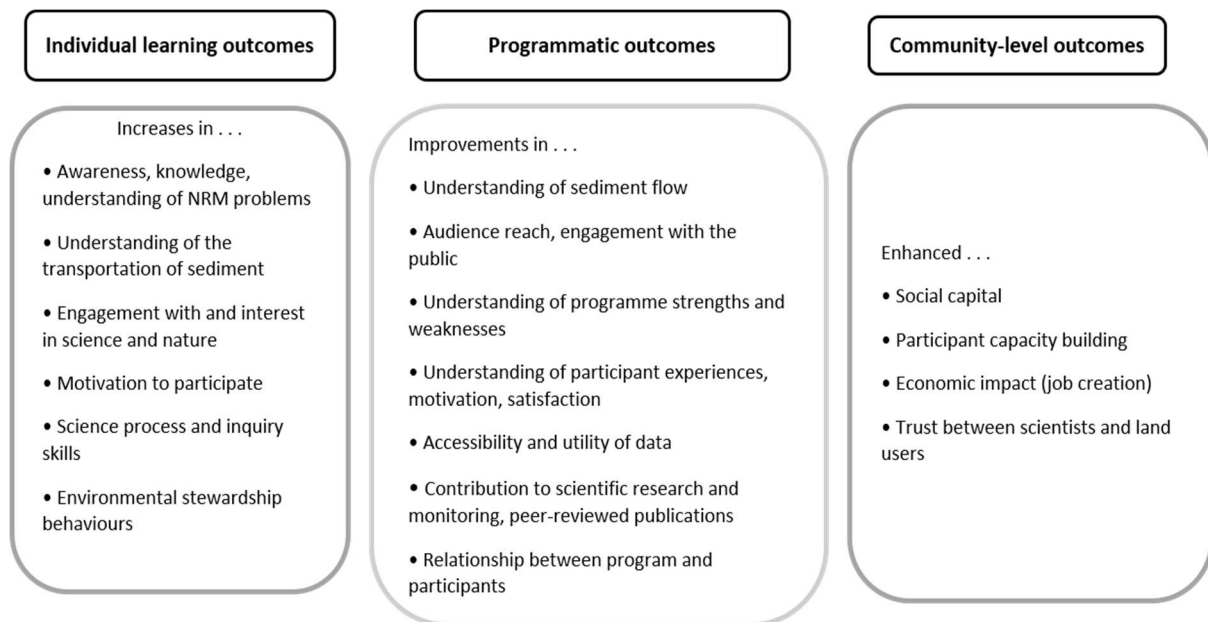 Individual learning outcomes
Increases in . . .
• Awareness, knowledge,
understanding of NRM problems
• Understanding of the
transportation of sediment
• Engagement with and interest
in science and nature
• Motivation to participate
• Science process and inquiry
skills
• Environmental stewardship
behaviours
Programmatic outcomes
Improvements in . . .
• Understanding of sediment flow
• Audience reach, engagement with the
public
• Understanding of programme strengths and
weaknesses
• Understanding of participant experiences,
motivation, satisfaction
• Accessibility and utility of data
• Contribution to scientific research and
monitoring, peer-reviewed publications
• Relationship between program and
participants
Community-level outcomes
Enhanced . . .
• Social capital
• Participant capacity building
• Economic impact (job creation)
• Trust between scientists and land
users